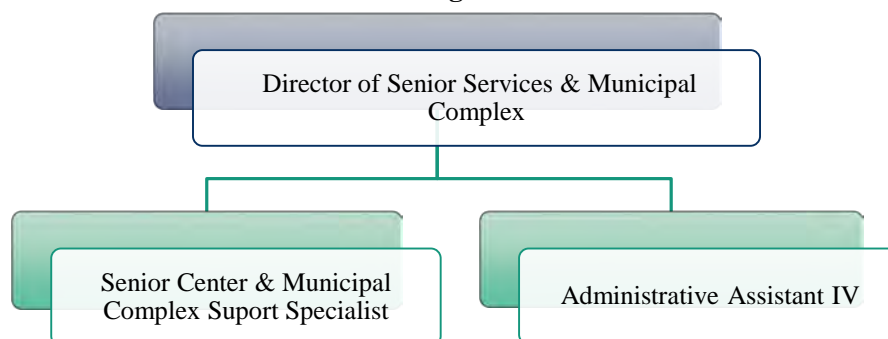 Director of Senior Services & Municipal
Complex
Senior Center & Municipal
Complex Suport Specialist
Administrative Assistant IV